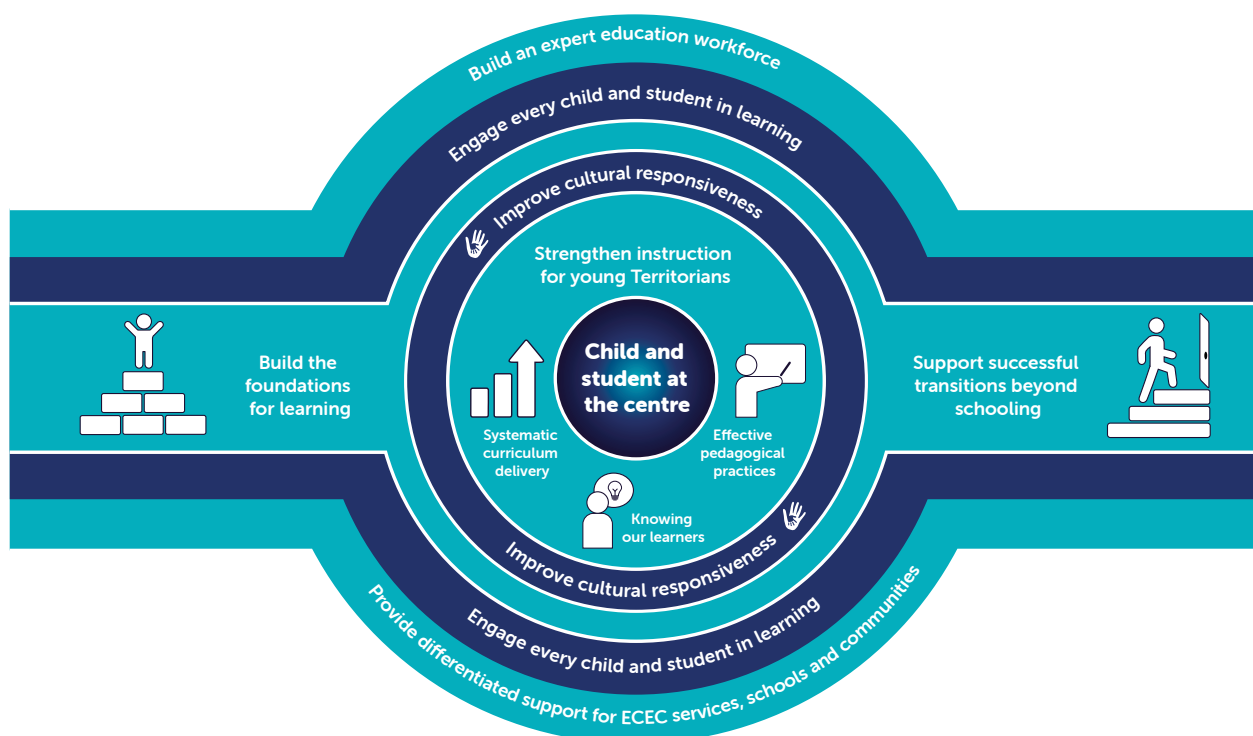 Build an expert education workforce
Engage every child and student in learning
Improve cultural responsiveness
Strengthen instruction
for young Territorians
Child and
student at
the centre
Build the
foundations
for learning
Systematic
curriculum
delivery
Effective
pedagogical
practices
Knowing
our learners
Support successful
transitions beyond
schooling
Improve cultural responsiveness
Engage every child and student in learning
Provide differentiated support for ECEC services, schools and communities